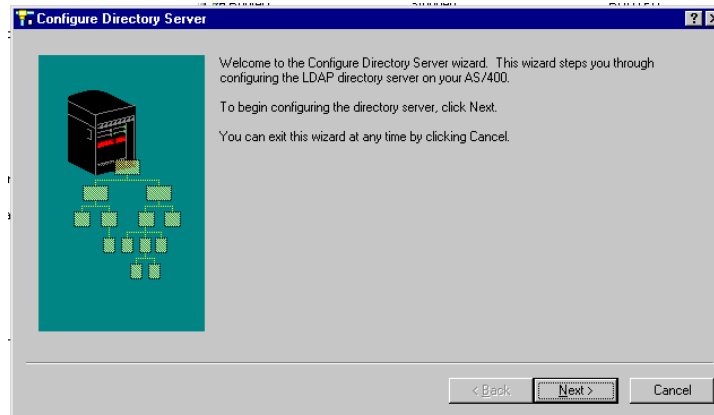 Configure Directory Server
Welcome to the Configure Directory Server wizard. This wizard steps you through
configuring the LDAP directory server on your AS/400.
To begin configuring the directory server, click Next.
You can exit this wizard at any time by clicking Cancel.
< Back Next > Cancel